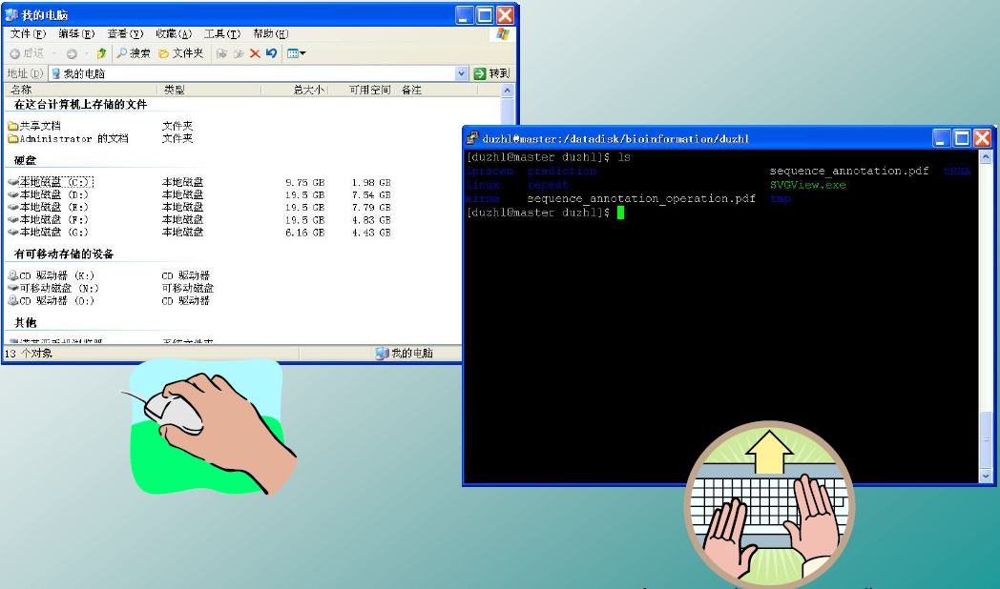 我的电脑
文件(F) 编辑(E) 查看(V) 收藏(A) 工具(T) 帮助(H)
后退 搜索 文件夹
地址(D) 我的电脑 转到
名称 类型 总大小 可用空间 备注
在这台计算机上存储的文件
共享文档 文件夹
Administrator 的文档 文件夹
硬盘
本地磁盘 (C:) 本地磁盘 9.75 GB 1.98 GB
本地磁盘 (D:) 本地磁盘 19.5 GB 7.54 GB
本地磁盘 (E:) 本地磁盘 19.5 GB 7.79 GB
本地磁盘 (F:) 本地磁盘 19.5 GB 4.83 GB
本地磁盘 (G:) 本地磁盘 6.16 GB 4.43 GB
有可移动存储的设备
CD 驱动器 (K:) CD 驱动器
可移动磁盘 (N:) 可移动磁盘
CD 驱动器 (O:) CD 驱动器
其他
13 个对象 我的电脑
duzhl@master:/datadisk/bioinformation/duzhl
[duzhl@master duzhl]$ ls
iprscan prediction sequence_annotation.pdf tRNA
linux SVGView.exe
mirna sequence_annotation_operation.pdf tmp
[duzhl@master duzhl]$